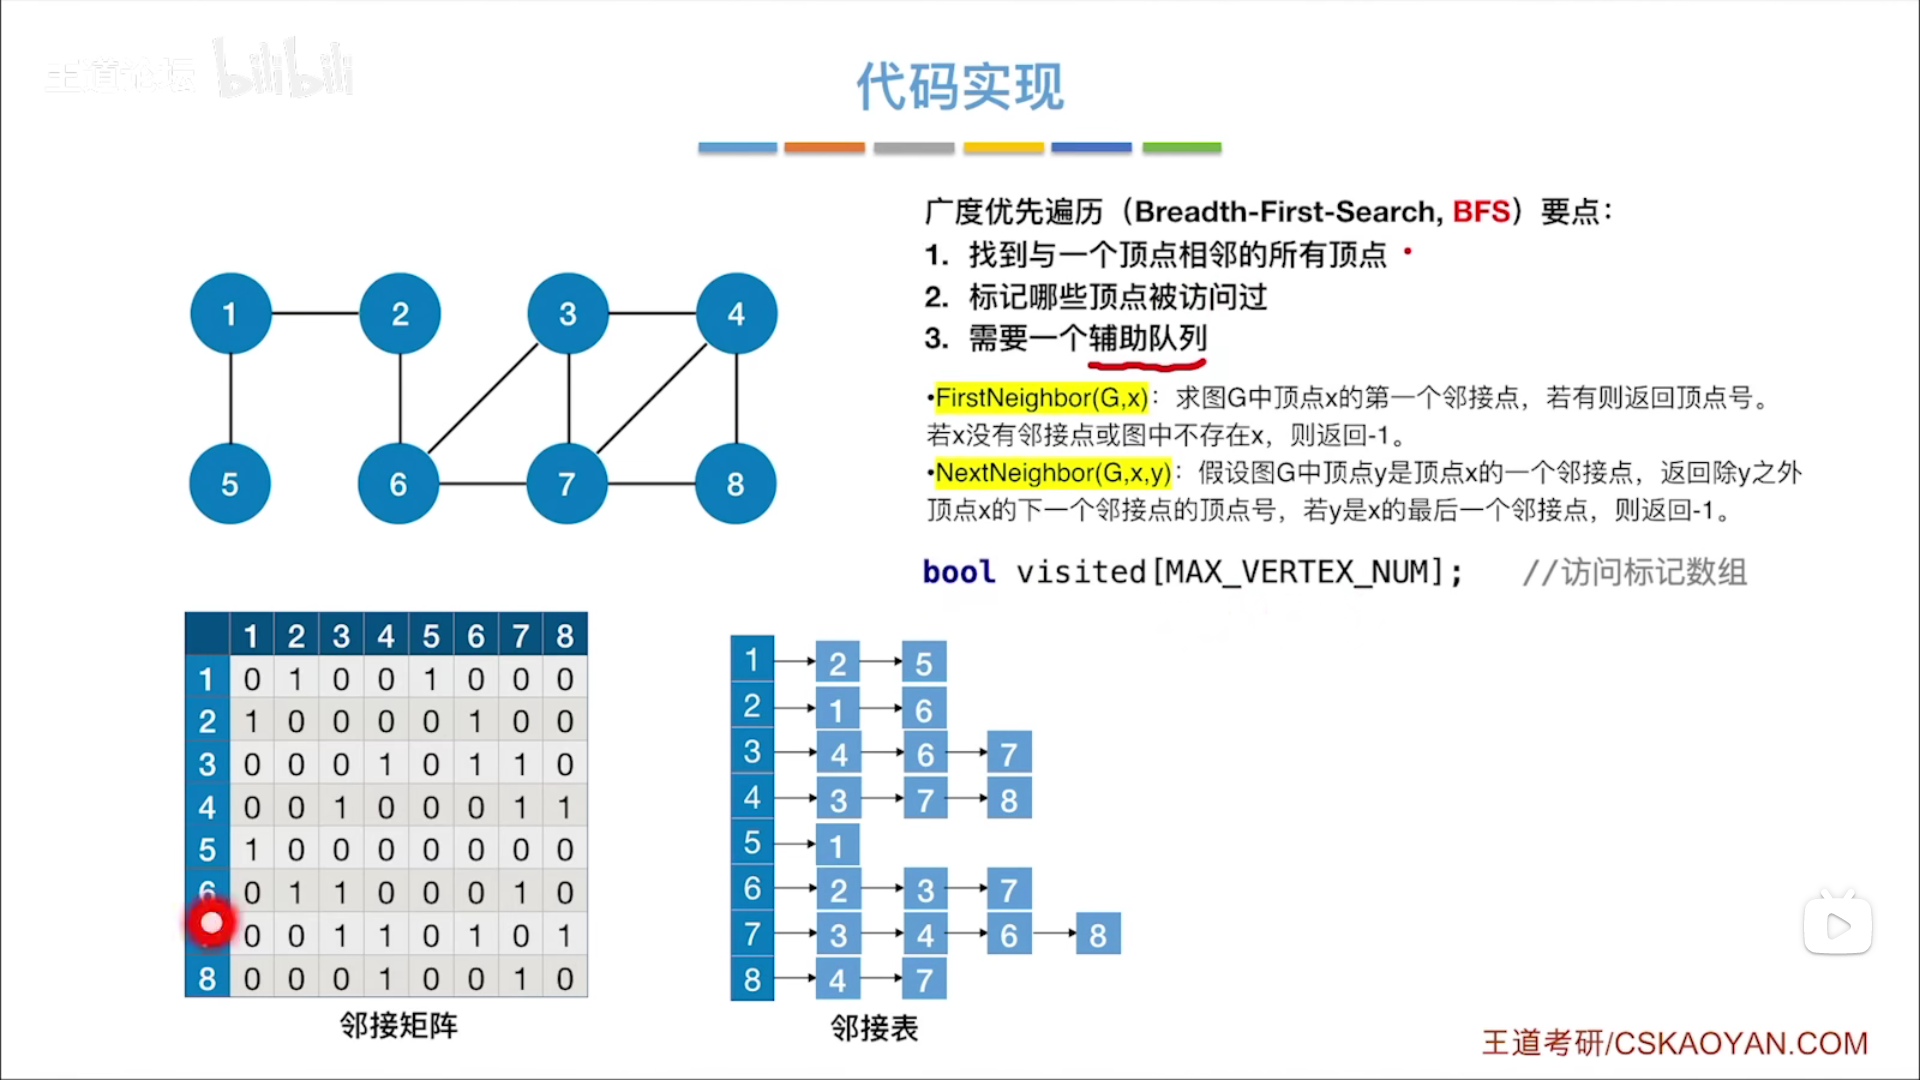 王道论坛 bilibili
代码实现
广度优先遍历（Breadth-First-Search, BFS）要点：
1. 找到与一个顶点相邻的所有顶点
2. 标记哪些顶点被访问过
3. 需要一个辅助队列
•FirstNeighbor(G,x)：求图G中顶点x的第一个邻接点，若有则返回顶点号。
若x没有邻接点或图中不存在x，则返回-1。
•NextNeighbor(G,x,y)：假设图G中顶点y是顶点x的一个邻接点，返回除y之外
顶点x的下一个邻接点的顶点号，若y是x的最后一个邻接点，则返回-1。
bool visited[MAX_VERTEX_NUM]; //访问标记数组
1 2 3 4
5 6 7 8
1 2 3 4 5 6 7 8
1 0 1 0 0 1 0 0 0
2 1 0 0 0 0 1 0 0
3 0 0 0 1 0 1 1 0
4 0 0 1 0 0 0 1 1
5 1 0 0 0 0 0 0 0
6 0 1 1 0 0 0 1 0
0 0 1 1 0 1 0 1
8 0 0 0 1 0 0 1 0
邻接矩阵
1 2 5
2 1 6
3 4 6 7
4 3 7 8
5 1
6 2 3 7
7 3 4 6 8
8 4 7
邻接表
王道考研/CSKAOYAN.COM